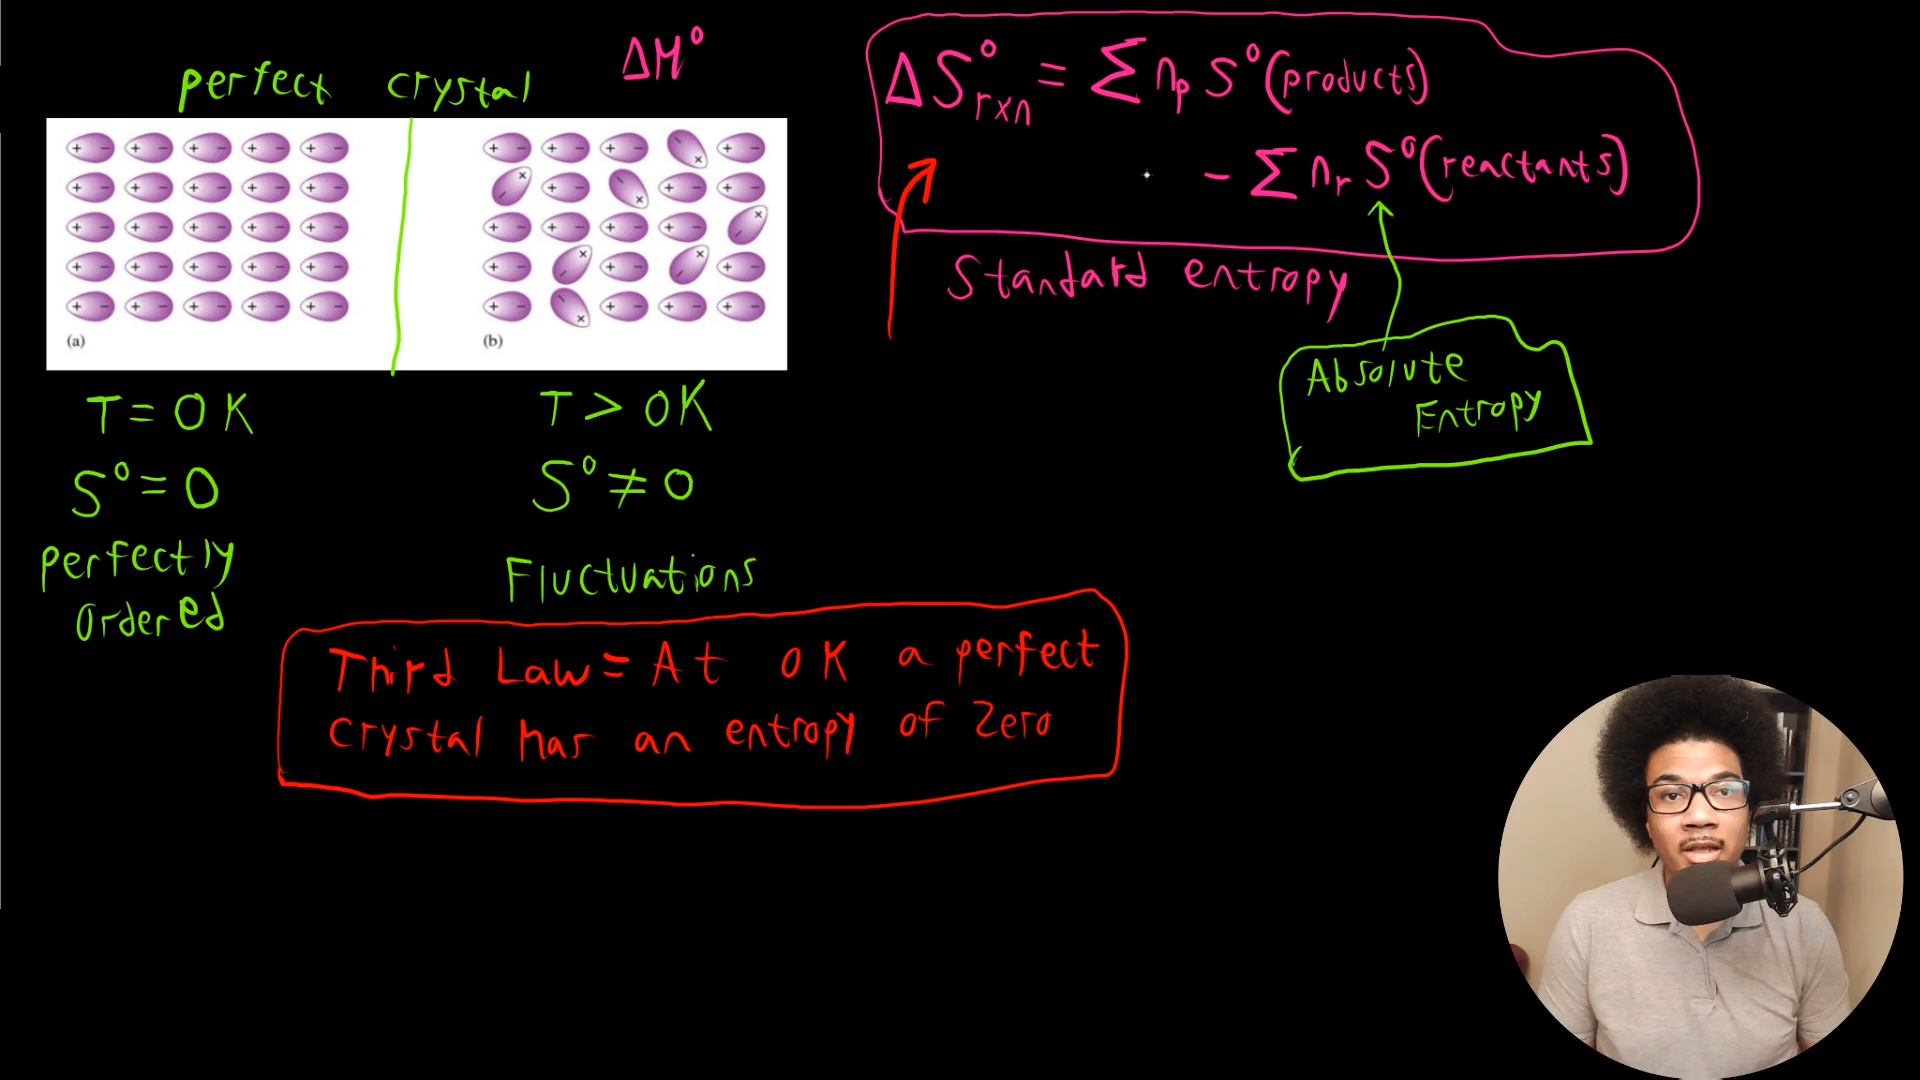 perfect crystal
ΔH°
ΔS°rxn = Σ np S°(products)
- Σ nr S°(reactants)
Standard entropy
Absolute
Entropy
(a)
(b)
T = 0 K
T > 0K
S° = 0
S° ≠ 0
perfectly
ordered
Fluctuations
Third Law = At 0 K a perfect
crystal has an entropy of zero